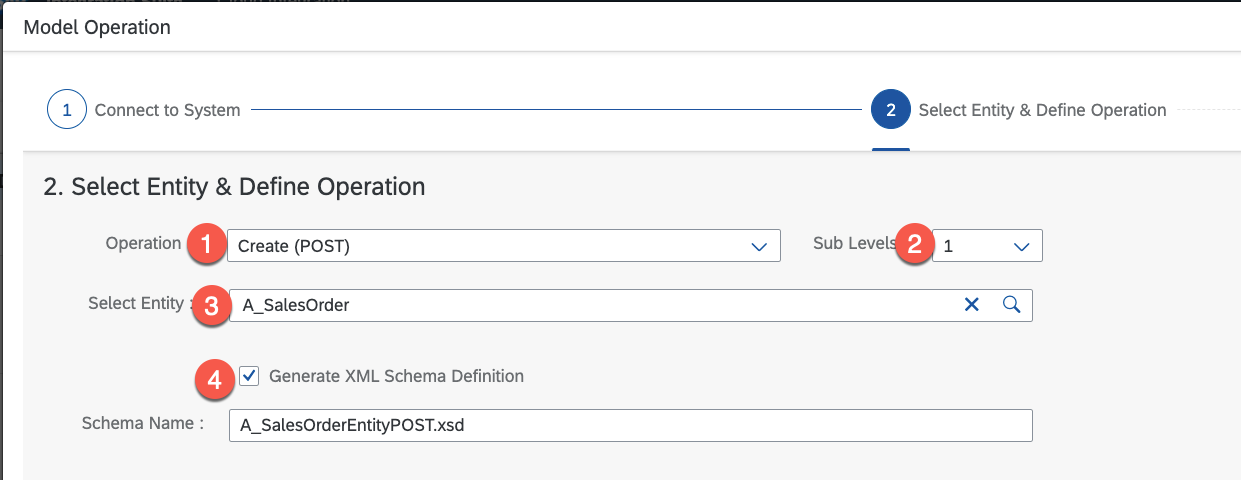 Model Operation
1 Connect to System 2 Select Entity & Define Operation
2. Select Entity & Define Operation
Operation 1 Create (POST) Sub Levels 2 1
Select Entity : 3 A_SalesOrder
4 Generate XML Schema Definition
Schema Name : A_SalesOrderEntityPOST.xsd